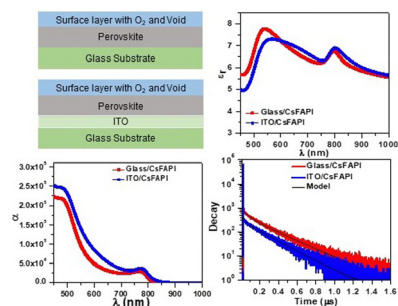 Surface layer with O₂ and Void
Perovskite
Glass Substrate
Surface layer with O₂ and Void
Perovskite
ITO
Glass Substrate
εr
8
7
6
5
4
3
Glass/CsFAPI
ITO/CsFAPI
500 600 700 800 900 1000
λ (nm)
α
3.0x10⁵
2.5x10⁵
2.0x10⁵
1.5x10⁵
1.0x10⁵
5.0x10⁴
0.0
Glass/CsFAPI
ITO/CsFAPI
500 600 700 800 900 1000
λ (nm)
Decay
10⁶
10⁵
10⁴
10³
10²
10¹
10⁰
Glass/CsFAPI
ITO/CsFAPI
Model
0.2 0.4 0.6 0.8 1.0 1.2 1.4 1.6
Time (μs)